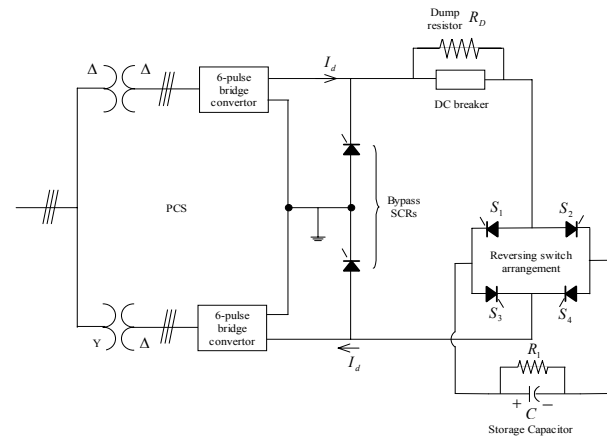 Dump
resistor R_D
I_d
Δ Δ
6-pulse
bridge
convertor
DC breaker
Bypass
SCRs
PCS
S_1 S_2
Reversing switch
arrangement
S_3 S_4
6-pulse
bridge
convertor
Y Δ
I_d
R_1
+ C −
Storage Capacitor